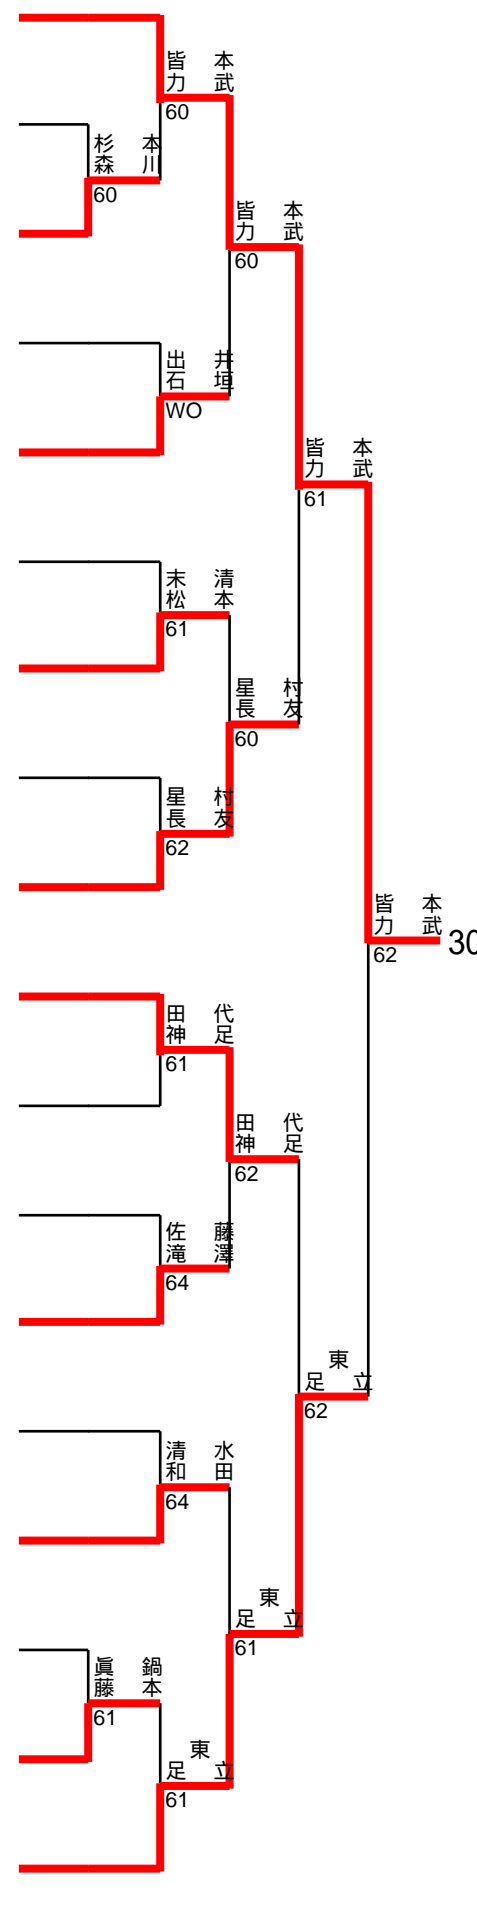 皆　本
力　武
60
杉　本
森　川
60
皆　本
力　武
60
出　井
石　垣
WO
皆　本
力　武
61
末　清
松　本
61
星　村
長　友
60
星　村
長　友
62
皆　本
力　武
62
30
田　代
神　足
61
田　代
神　足
62
佐　藤
滝　澤
64
東
足　立
62
清　水
和　田
64
東
足　立
61
眞　鍋
藤　本
61
東
足　立
61